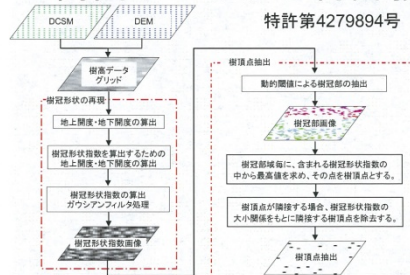 特許第4279894号
DCSM
DEM
樹高データ
グリッド
樹冠形状の再現
地上開度・地下開度の算出
樹冠形状指数を算出するための
地上開度・地下開度の算出
樹冠形状指数の算出
ガウシアンフィルタ処理
樹冠形状指数画像
樹頂点抽出
動的閾値による樹冠部の抽出
樹冠部画像
樹冠部域毎に、含まれる樹冠形状指数の
中から最高値を求め、その点を樹頂点とする。
樹頂点が隣接する場合、樹冠形状指数の
大小関係をもとに隣接する樹頂点を除去する。
樹頂点抽出